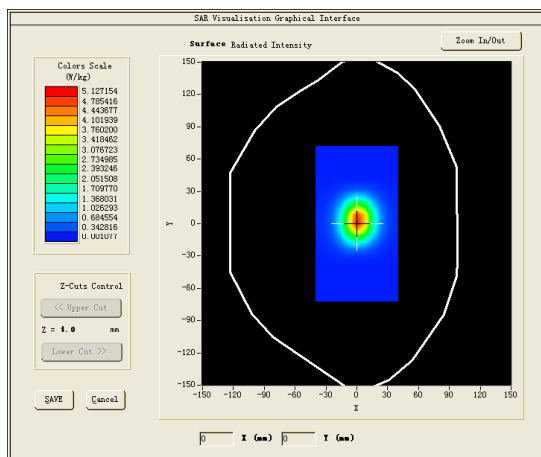 SAR Visualisation Graphical Interface
Surface Radiated Intensity
Zoom In/Out
Colors Scale
(W/kg)
5.127154
4.785416
4.443677
4.101939
3.760200
3.418462
3.076723
2.734985
2.393246
2.051508
1.709770
1.368031
1.026293
0.684554
0.342816
0.001077
Z-Cuts Control
<< Upper Cut
Z = 4.0 mm
Lower Cut >>
SAVE Cancel
150
120
90
60
30
0
-30
-60
-90
-120
-150
Y
-150 -120 -90 -60 -30 0 30 60 90 120 150
X
0 X (mm) 0 Y (mm)